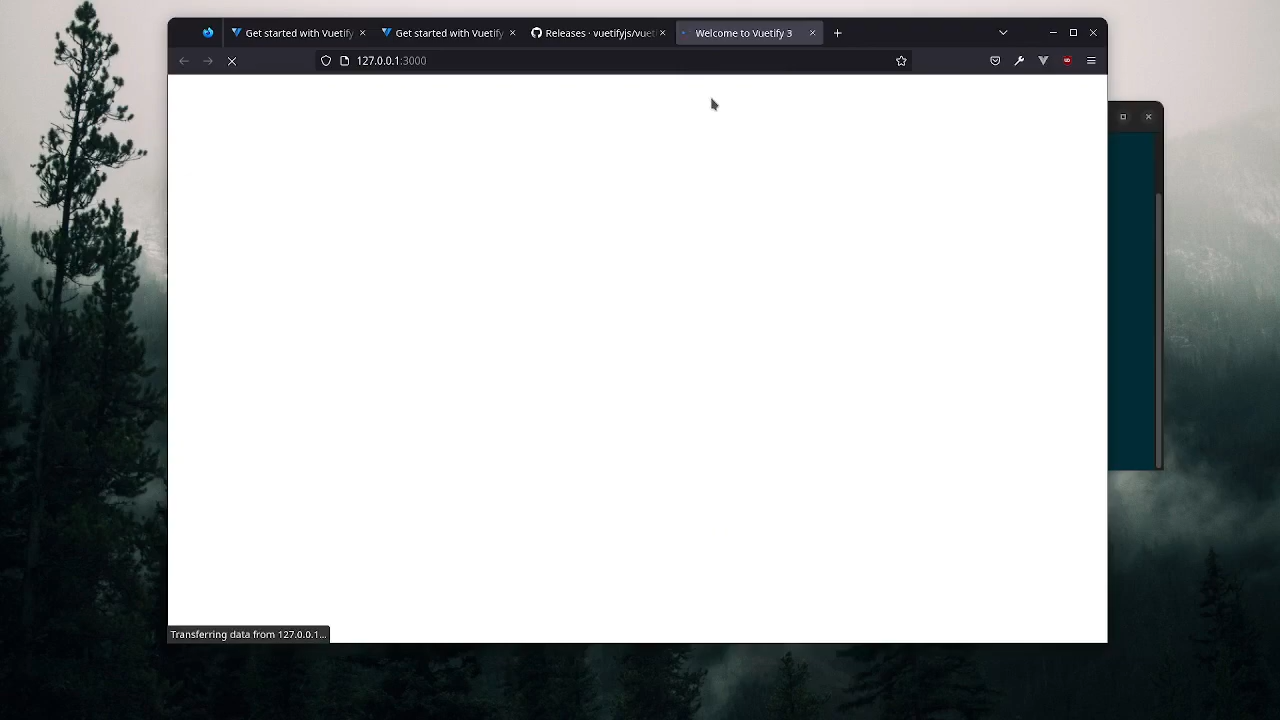 Get started with Vuetify
Get started with Vuetify
Releases · vuetifyjs/vuet
Welcome to Vuetify 3
127.0.0.1:3000
Transferring data from 127.0.0.1...